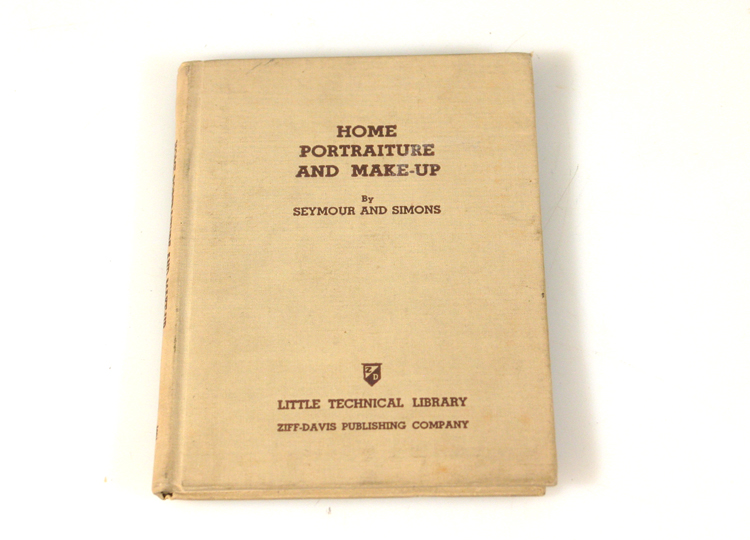 HOME
PORTRAITURE
AND MAKE-UP
By
SEYMOUR AND SIMONS
Z
D
LITTLE TECHNICAL LIBRARY
ZIFF-DAVIS PUBLISHING COMPANY